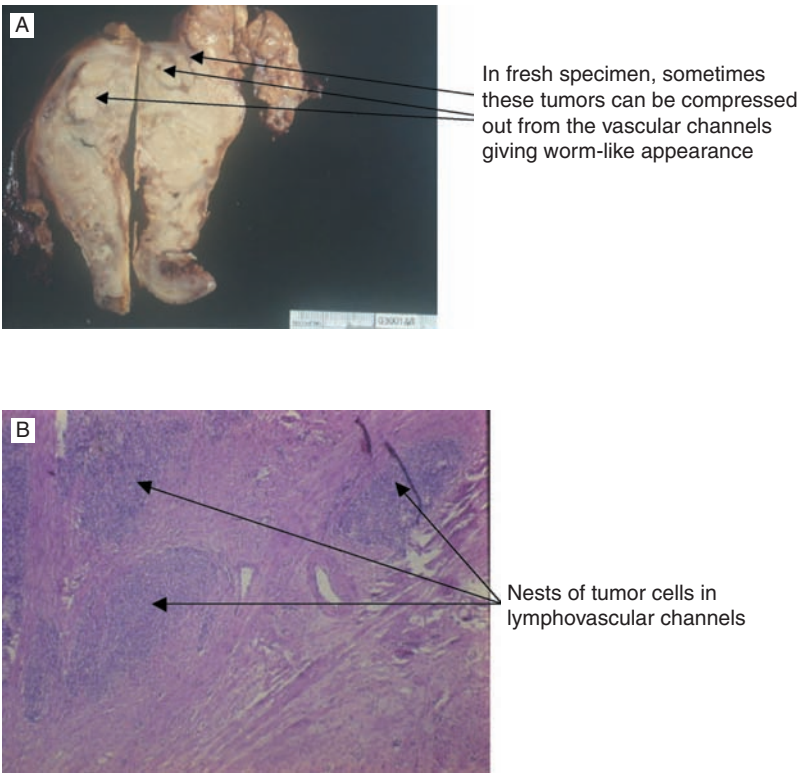 A
In fresh specimen, sometimes
these tumors can be compressed
out from the vascular channels
giving worm-like appearance
B
Nests of tumor cells in
lymphovascular channels